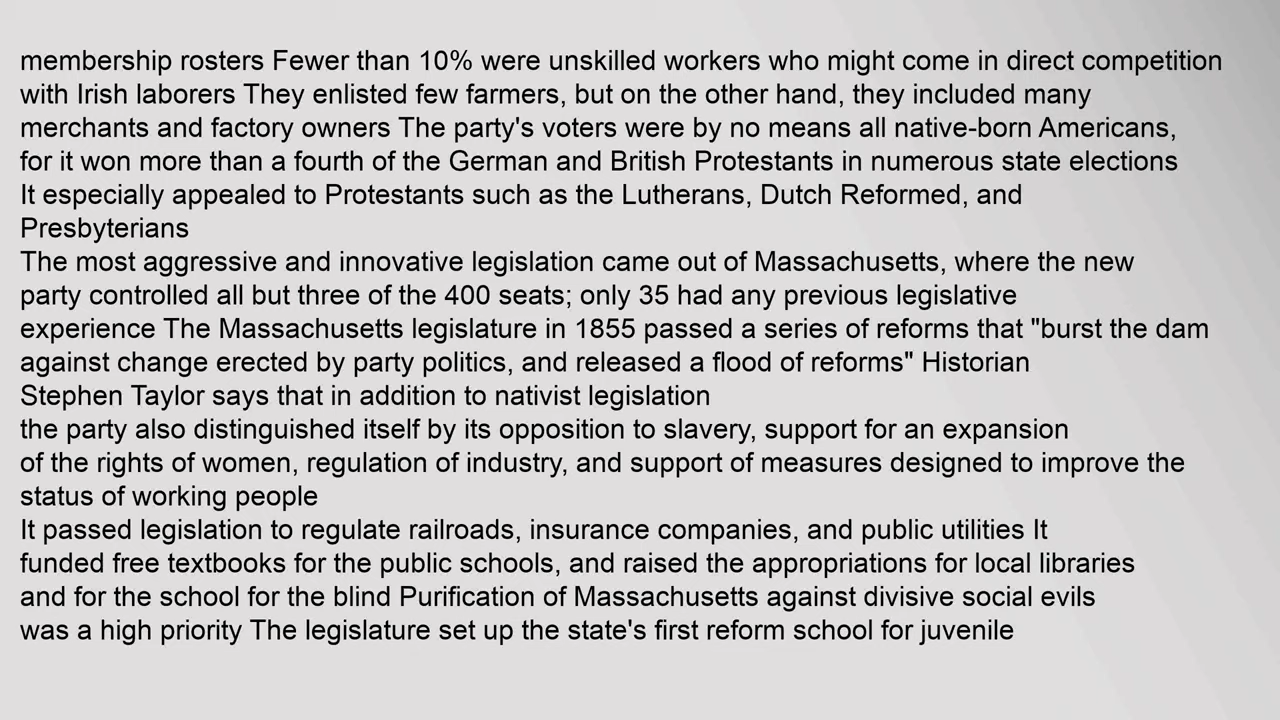 membership rosters Fewer than 10% were unskilled workers who might come in direct competition
with Irish laborers They enlisted few farmers, but on the other hand, they included many
merchants and factory owners The party's voters were by no means all native-born Americans,
for it won more than a fourth of the German and British Protestants in numerous state elections
It especially appealed to Protestants such as the Lutherans, Dutch Reformed, and
Presbyterians
The most aggressive and innovative legislation came out of Massachusetts, where the new
party controlled all but three of the 400 seats; only 35 had any previous legislative
experience The Massachusetts legislature in 1855 passed a series of reforms that "burst the dam
against change erected by party politics, and released a flood of reforms" Historian
Stephen Taylor says that in addition to nativist legislation
the party also distinguished itself by its opposition to slavery, support for an expansion
of the rights of women, regulation of industry, and support of measures designed to improve the
status of working people
It passed legislation to regulate railroads, insurance companies, and public utilities It
funded free textbooks for the public schools, and raised the appropriations for local libraries
and for the school for the blind Purification of Massachusetts against divisive social evils
was a high priority The legislature set up the state's first reform school for juvenile